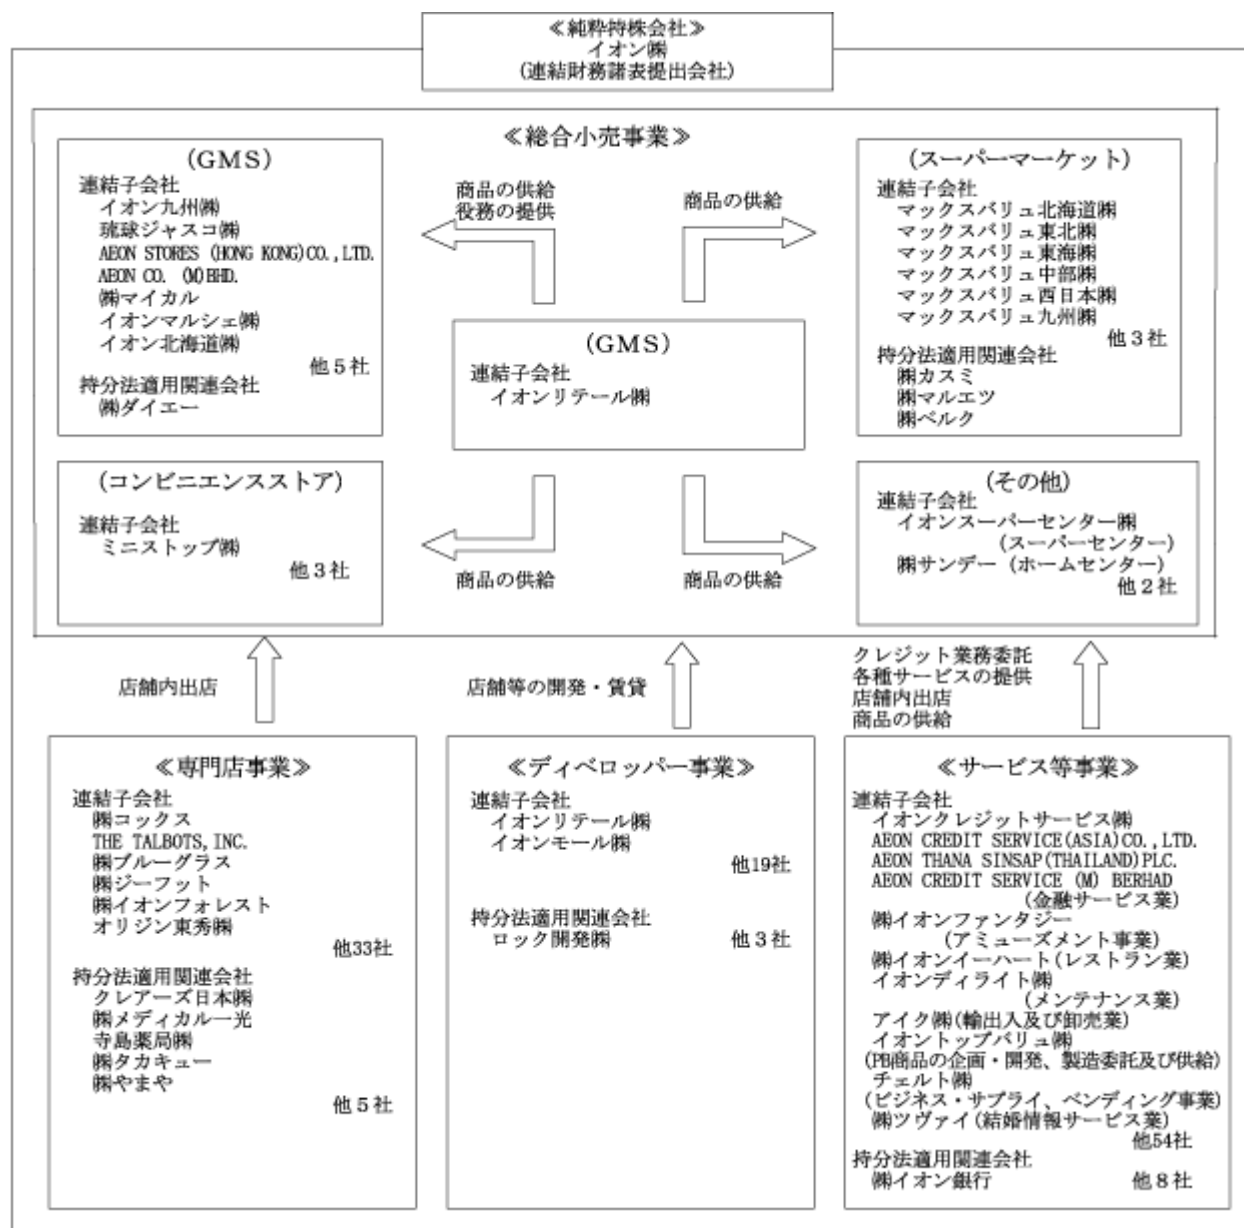 ≪純粋持株会社≫
イオン㈱
(連結財務諸表提出会社)
≪総合小売事業≫
(GMS)
連結子会社
イオン九州㈱
琉球ジャスコ㈱
AEON STORES (HONG KONG)CO.,LTD.
AEON CO. (M)BHD.
㈱マイカル
イオンマルシェ㈱
イオン北海道㈱
他５社
持分法適用関連会社
㈱ダイエー
商品の供給
役務の提供
商品の供給
(スーパーマーケット)
連結子会社
マックスバリュ北海道㈱
マックスバリュ東北㈱
マックスバリュ東海㈱
マックスバリュ中部㈱
マックスバリュ西日本㈱
マックスバリュ九州㈱
他３社
持分法適用関連会社
㈱カスミ
㈱マルエツ
㈱ベルク
(GMS)
連結子会社
イオンリテール㈱
(コンビニエンスストア)
連結子会社
ミニストップ㈱
他３社
商品の供給
商品の供給
(その他)
連結子会社
イオンスーパーセンター㈱
(スーパーセンター)
㈱サンデー (ホームセンター)
他２社
店舗内出店
店舗等の開発・賃貸
クレジット業務委託
各種サービスの提供
店舗内出店
商品の供給
≪専門店事業≫
連結子会社
㈱コックス
THE TALBOTS,INC.
㈱ブルーグラス
㈱ジーフット
㈱イオンフォレスト
オリジン東秀㈱
他33社
持分法適用関連会社
クレアーズ日本㈱
㈱メディカル一光
寺島薬局㈱
㈱タカキュー
㈱やまや
他５社
≪ディベロッパー事業≫
連結子会社
イオンリテール㈱
イオンモール㈱
他19社
持分法適用関連会社
ロック開発㈱ 他３社
≪サービス等事業≫
連結子会社
イオンクレジットサービス㈱
AEON CREDIT SERVICE(ASIA)CO.,LTD.
AEON THANA SINSAP(THAILAND)PLC.
AEON CREDIT SERVICE (M) BERHAD
(金融サービス業)
㈱イオンファンタジー
(アミューズメント事業)
㈱イオンイーハート(レストラン業)
イオンディライト㈱
(メンテナンス業)
アイク㈱(輸出入及び卸売業)
イオントップバリュ㈱
(PB商品の企画・開発、製造委託及び供給)
チェルト㈱
(ビジネス・サプライ、ベンディング事業)
㈱ツヴァイ(結婚情報サービス業)
他54社
持分法適用関連会社
㈱イオン銀行 他８社